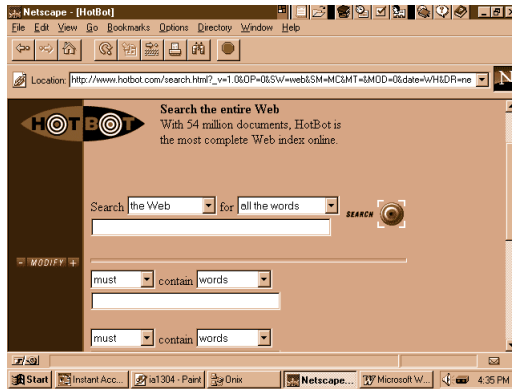 Netscape - [HotBot]
File Edit View Go Bookmarks Options Directory Window Help
Location: http://www.hotbot.com/search.html?_v=1.0&OP=0&SW=web&SM=MC&MT=&MOD=0&date=WH&DR=ne
N
HOTBOT
Search the entire Web
With 54 million documents, HotBot is
the most complete Web index online.
Search the Web for all the words
SEARCH
- MODIFY +
must contain words
must contain words
Start Instant Acc... ia1304 - Paint Onix Netscape... Microsoft W... 4:35 PM